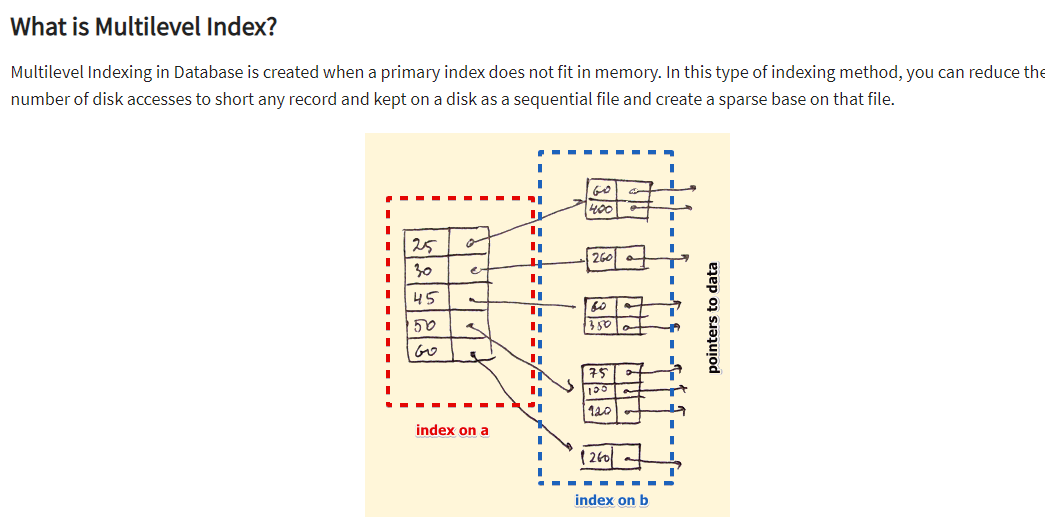 What is Multilevel Index?
Multilevel Indexing in Database is created when a primary index does not fit in memory. In this type of indexing method, you can reduce the
number of disk accesses to short any record and kept on a disk as a sequential file and create a sparse base on that file.
25
30
45
50
60
index on a
60
400
260
80
350
75
100
120
260
index on b
pointers to data